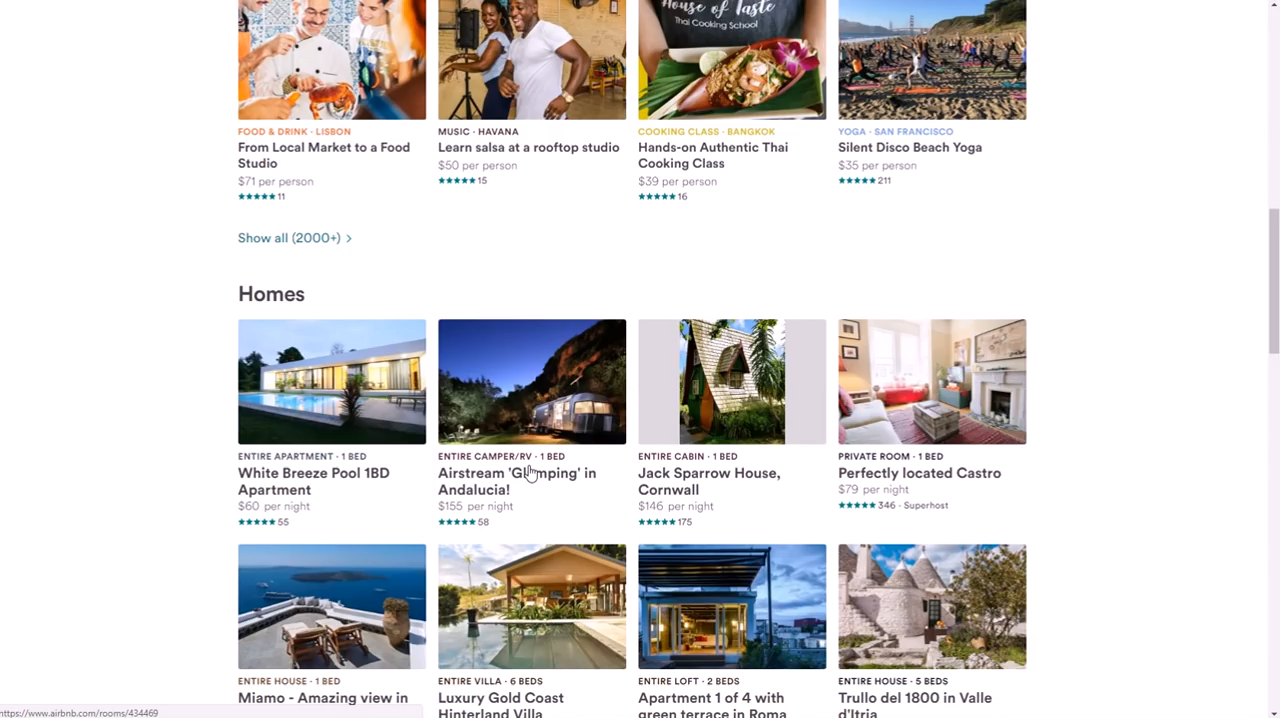 House of Taste
Thai Cooking School
FOOD & DRINK · LISBON
From Local Market to a Food
Studio
$71 per person
★★★★★ 11
MUSIC · HAVANA
Learn salsa at a rooftop studio
$50 per person
★★★★★ 15
COOKING CLASS · BANGKOK
Hands-on Authentic Thai
Cooking Class
$39 per person
★★★★★ 16
YOGA · SAN FRANCISCO
Silent Disco Beach Yoga
$35 per person
★★★★★ 211
Show all (2000+) >
Homes
ENTIRE APARTMENT · 1 BED
White Breeze Pool 1BD
Apartment
$60 per night
★★★★★ 55
ENTIRE CAMPER/RV · 1 BED
Airstream 'Glamping' in
Andalucia!
$155 per night
★★★★★ 58
ENTIRE CABIN · 1 BED
Jack Sparrow House,
Cornwall
$146 per night
★★★★★ 175
PRIVATE ROOM · 1 BED
Perfectly located Castro
$79 per night
★★★★★ 346 · Superhost
ENTIRE HOUSE · 1 BED
Miamo - Amazing view in
ENTIRE VILLA · 6 BEDS
Luxury Gold Coast
Hinterland Villa
ENTIRE LOFT · 2 BEDS
Apartment 1 of 4 with
green terrace in Roma
ENTIRE HOUSE · 5 BEDS
Trullo del 1800 in Valle
d'Itria
https://www.airbnb.com/rooms/434469